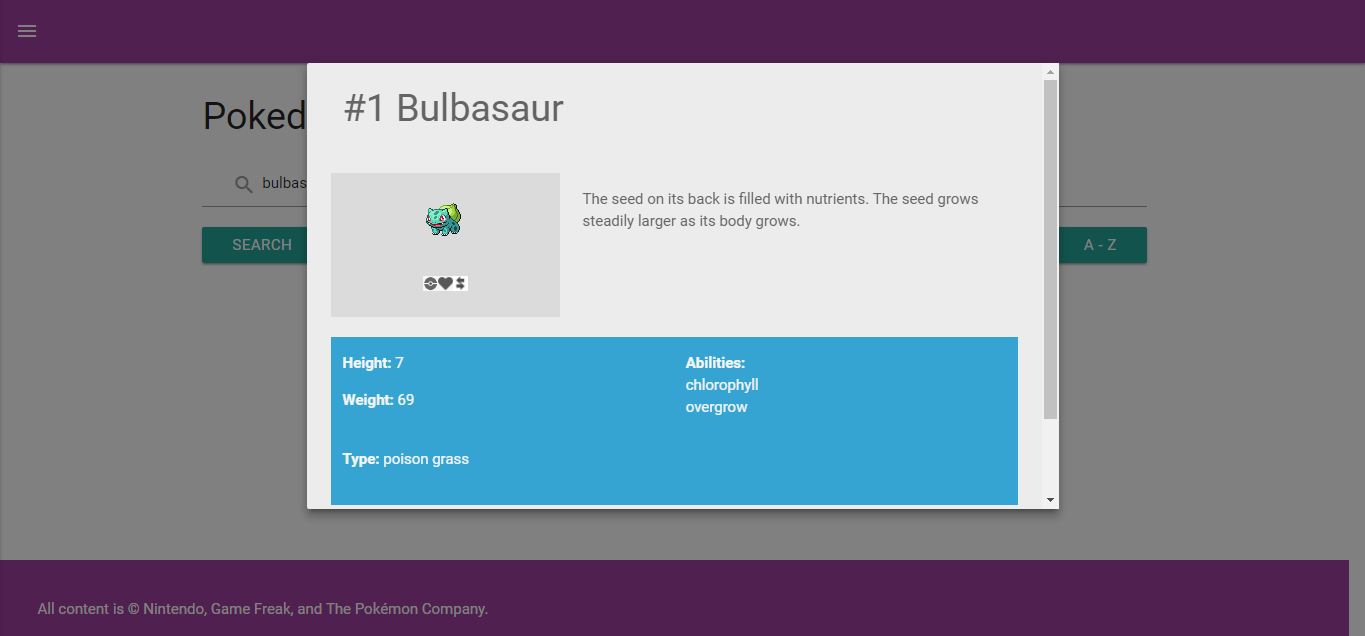 #1 Bulbasaur
Poked
bulbas
The seed on its back is filled with nutrients. The seed grows
steadily larger as its body grows.
SEARCH
A - Z
Height: 7
Abilities:
chlorophyll
Weight: 69
overgrow
Type: poison grass
All content is © Nintendo, Game Freak, and The Pokémon Company.